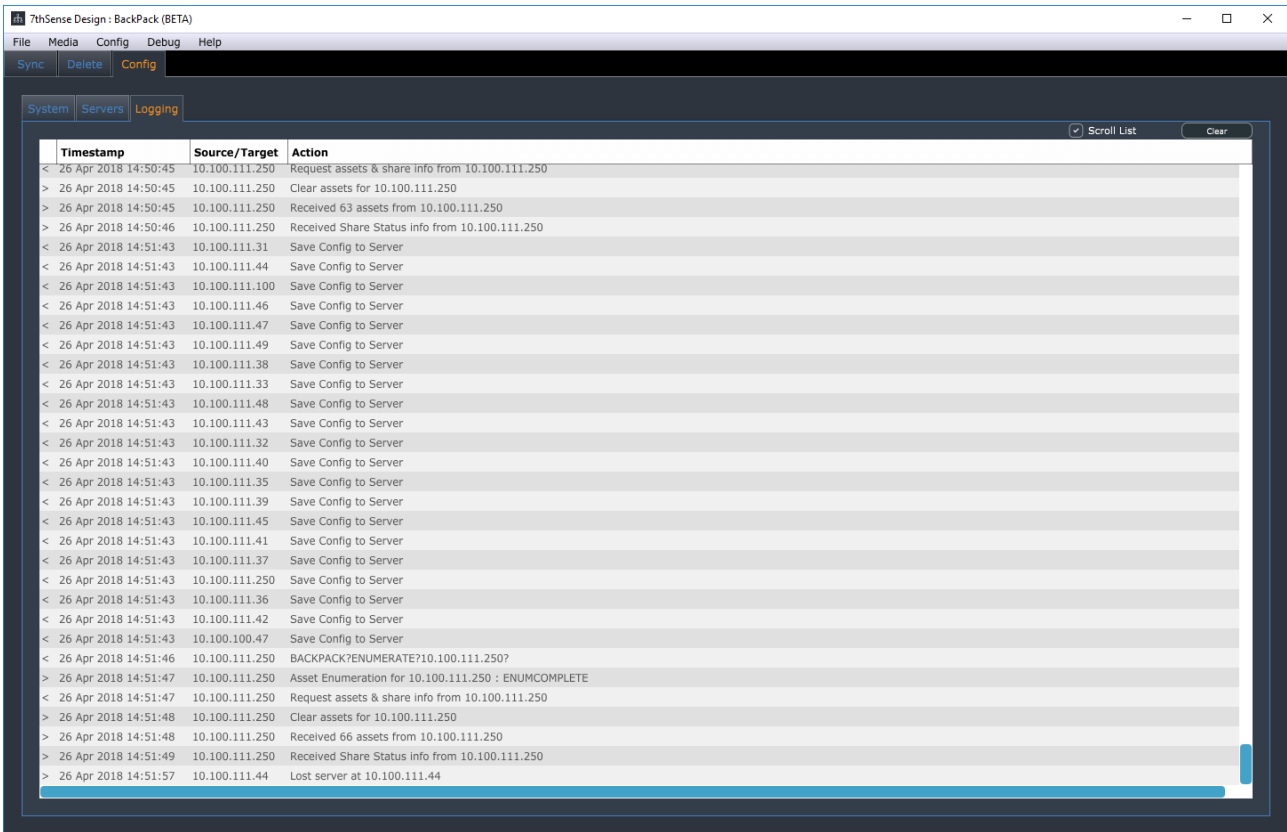 7thSense Design : BackPack (BETA)
File Media Config Debug Help
Sync Delete Config
System Servers Logging
Scroll List Clear
Timestamp Source/Target Action
< 26 Apr 2018 14:50:45 10.100.111.250 Request assets & share info from 10.100.111.250
> 26 Apr 2018 14:50:45 10.100.111.250 Clear assets for 10.100.111.250
> 26 Apr 2018 14:50:45 10.100.111.250 Received 63 assets from 10.100.111.250
> 26 Apr 2018 14:50:46 10.100.111.250 Received Share Status info from 10.100.111.250
< 26 Apr 2018 14:51:43 10.100.111.31 Save Config to Server
< 26 Apr 2018 14:51:43 10.100.111.44 Save Config to Server
< 26 Apr 2018 14:51:43 10.100.111.100 Save Config to Server
< 26 Apr 2018 14:51:43 10.100.111.46 Save Config to Server
< 26 Apr 2018 14:51:43 10.100.111.47 Save Config to Server
< 26 Apr 2018 14:51:43 10.100.111.49 Save Config to Server
< 26 Apr 2018 14:51:43 10.100.111.38 Save Config to Server
< 26 Apr 2018 14:51:43 10.100.111.33 Save Config to Server
< 26 Apr 2018 14:51:43 10.100.111.48 Save Config to Server
< 26 Apr 2018 14:51:43 10.100.111.43 Save Config to Server
< 26 Apr 2018 14:51:43 10.100.111.32 Save Config to Server
< 26 Apr 2018 14:51:43 10.100.111.40 Save Config to Server
< 26 Apr 2018 14:51:43 10.100.111.35 Save Config to Server
< 26 Apr 2018 14:51:43 10.100.111.39 Save Config to Server
< 26 Apr 2018 14:51:43 10.100.111.45 Save Config to Server
< 26 Apr 2018 14:51:43 10.100.111.41 Save Config to Server
< 26 Apr 2018 14:51:43 10.100.111.37 Save Config to Server
< 26 Apr 2018 14:51:43 10.100.111.250 Save Config to Server
< 26 Apr 2018 14:51:43 10.100.111.36 Save Config to Server
< 26 Apr 2018 14:51:43 10.100.111.42 Save Config to Server
< 26 Apr 2018 14:51:43 10.100.100.47 Save Config to Server
< 26 Apr 2018 14:51:46 10.100.111.250 BACKPACK?ENUMERATE?10.100.111.250?
> 26 Apr 2018 14:51:47 10.100.111.250 Asset Enumeration for 10.100.111.250 : ENUMCOMPLETE
< 26 Apr 2018 14:51:47 10.100.111.250 Request assets & share info from 10.100.111.250
> 26 Apr 2018 14:51:48 10.100.111.250 Clear assets for 10.100.111.250
> 26 Apr 2018 14:51:48 10.100.111.250 Received 66 assets from 10.100.111.250
> 26 Apr 2018 14:51:49 10.100.111.250 Received Share Status info from 10.100.111.250
> 26 Apr 2018 14:51:57 10.100.111.44 Lost server at 10.100.111.44